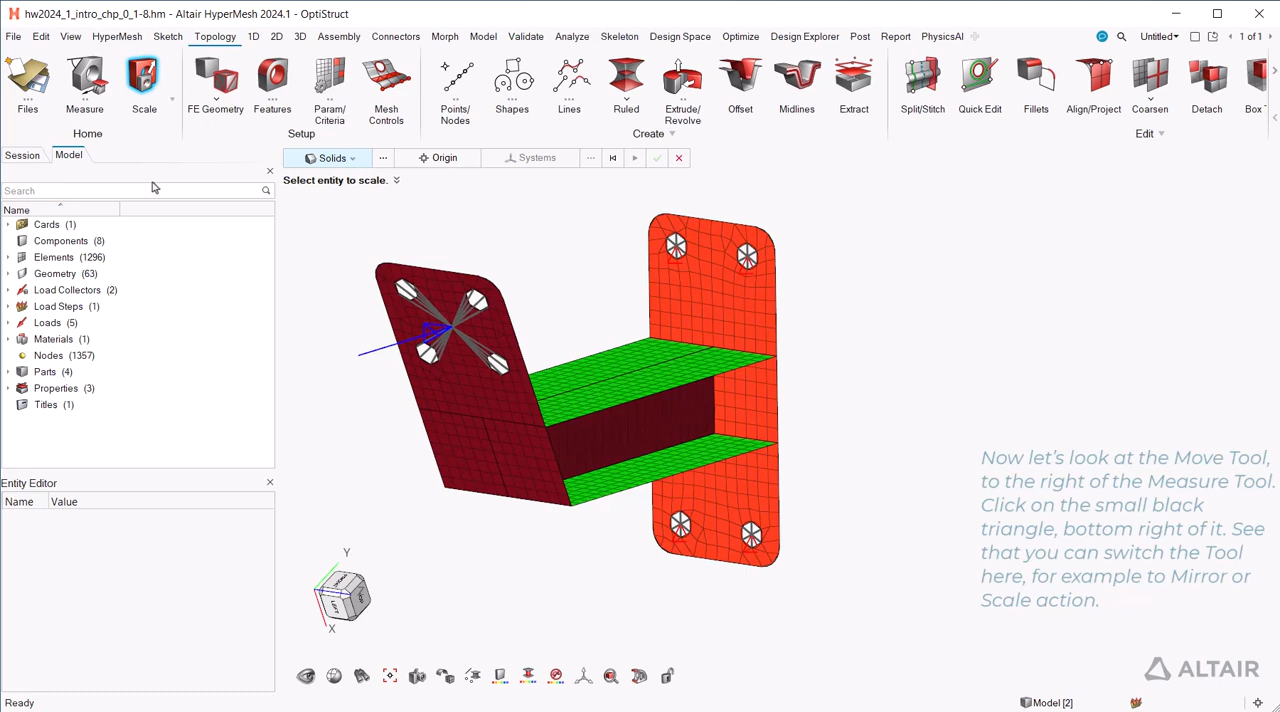 hw2024_1_intro_chp_0_1-8.hm - Altair HyperMesh 2024.1 - OptiStruct
File Edit View HyperMesh Sketch Topology 1D 2D 3D Assembly Connectors Morph Model Validate Analyze Skeleton Design Space Optimize Design Explorer Post Report PhysicsAI Untitled 1 of 1
Files Measure Scale FE Geometry Features Param/ Criteria Mesh Controls Points/ Nodes Shapes Lines Ruled Extrude/ Revolve Offset Midlines Extract Split/Stitch Quick Edit Fillets Align/Project Coarsen Detach Box T
Home Setup Create Edit
Session Model
Solids ... Origin Systems ...
Select entity to scale.
Search
Name
Cards (1)
Components (8)
Elements (1296)
Geometry (63)
Load Collectors (2)
Load Steps (1)
Loads (5)
Materials (1)
Nodes (1357)
Parts (4)
Properties (3)
Titles (1)
Entity Editor
Name Value
Now let's look at the Move Tool,
to the right of the Measure Tool.
Click on the small black
triangle, bottom right of it. See
that you can switch the Tool
here, for example to Mirror or
Scale action.
Y
LEFT
X
ALTAIR
Ready
Model [2]